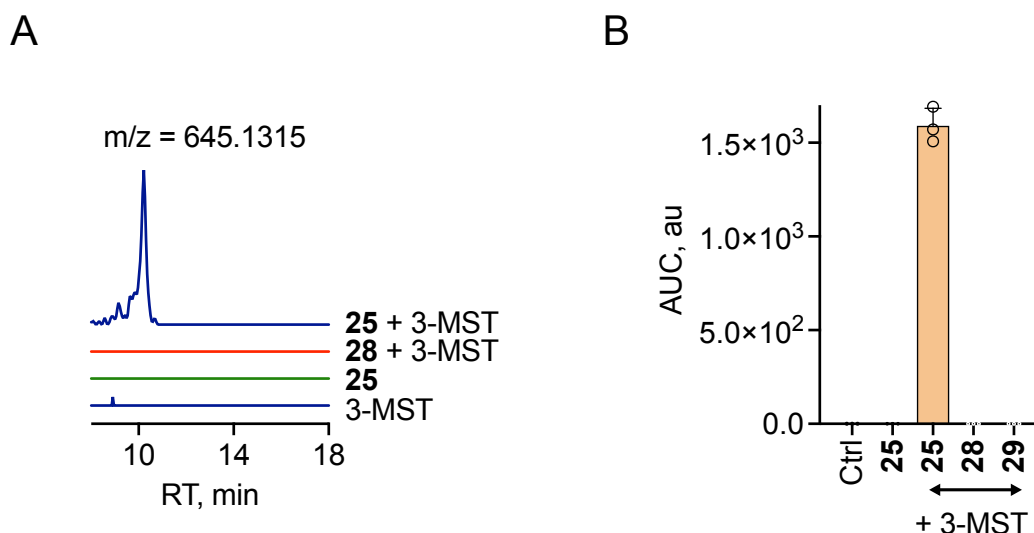 A
m/z = 645.1315
25 + 3-MST
28 + 3-MST
25
3-MST
10 14 18
RT, min
B
AUC, au
1.5×10³
1.0×10³
5.0×10²
0.0
Ctrl 25 25 28 29
+ 3-MST